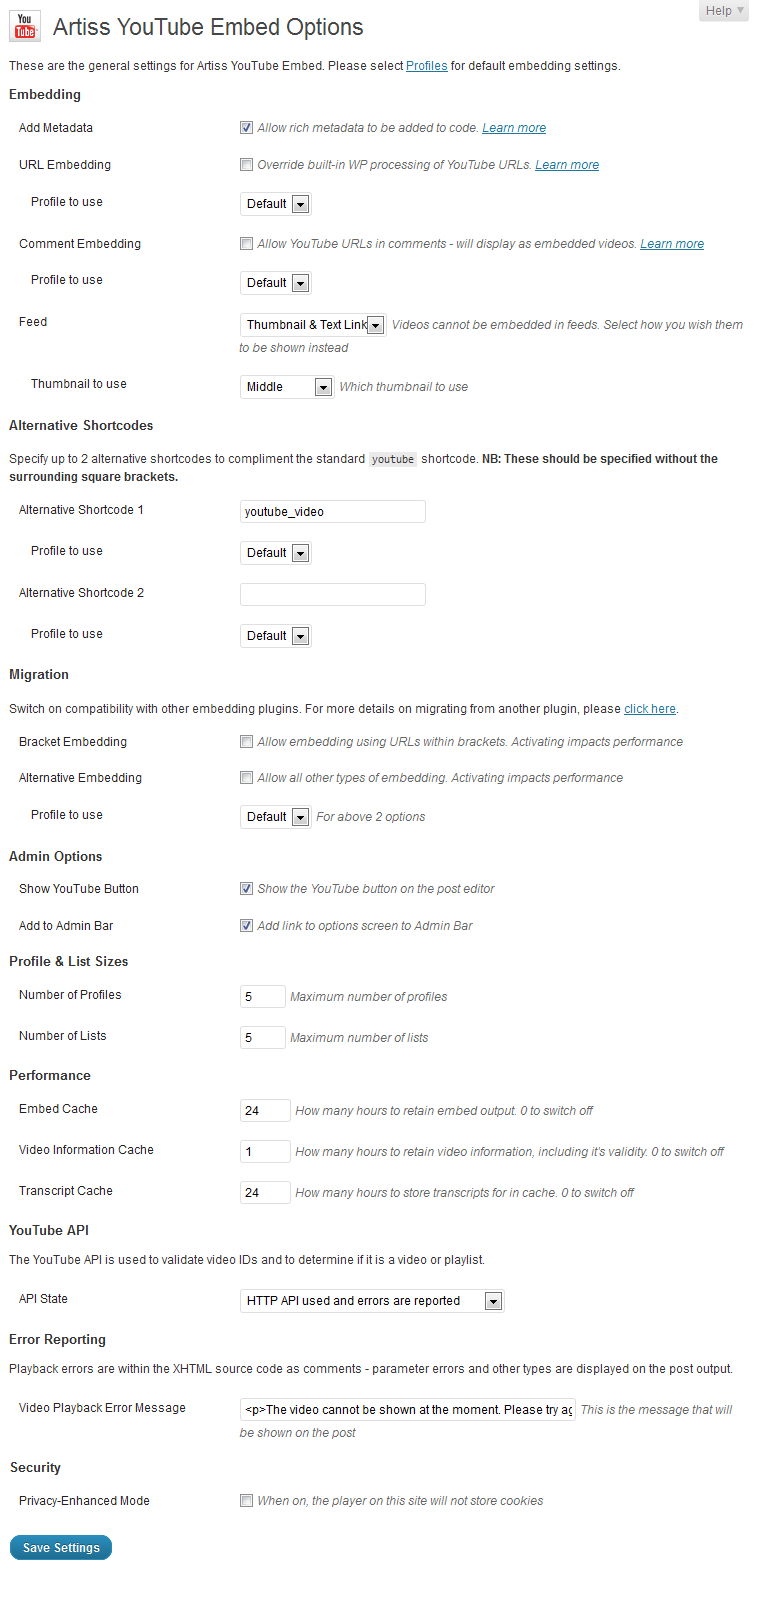 You
Tube
Artiss YouTube Embed Options
Help
These are the general settings for Artiss YouTube Embed. Please select Profiles for default embedding settings.
Embedding
Add Metadata Allow rich metadata to be added to code. Learn more
URL Embedding Override built-in WP processing of YouTube URLs. Learn more
Profile to use Default
Comment Embedding Allow YouTube URLs in comments - will display as embedded videos. Learn more
Profile to use Default
Feed Thumbnail & Text Link Videos cannot be embedded in feeds. Select how you wish them
to be shown instead
Thumbnail to use Middle Which thumbnail to use
Alternative Shortcodes
Specify up to 2 alternative shortcodes to compliment the standard youtube shortcode. NB: These should be specified without the
surrounding square brackets.
Alternative Shortcode 1 youtube_video
Profile to use Default
Alternative Shortcode 2
Profile to use Default
Migration
Switch on compatibility with other embedding plugins. For more details on migrating from another plugin, please click here.
Bracket Embedding Allow embedding using URLs within brackets. Activating impacts performance
Alternative Embedding Allow all other types of embedding. Activating impacts performance
Profile to use Default For above 2 options
Admin Options
Show YouTube Button Show the YouTube button on the post editor
Add to Admin Bar Add link to options screen to Admin Bar
Profile & List Sizes
Number of Profiles 5 Maximum number of profiles
Number of Lists 5 Maximum number of lists
Performance
Embed Cache 24 How many hours to retain embed output. 0 to switch off
Video Information Cache 1 How many hours to retain video information, including it's validity. 0 to switch off
Transcript Cache 24 How many hours to store transcripts for in cache. 0 to switch off
YouTube API
The YouTube API is used to validate video IDs and to determine if it is a video or playlist.
API State HTTP API used and errors are reported
Error Reporting
Playback errors are within the XHTML source code as comments - parameter errors and other types are displayed on the post output.
Video Playback Error Message <p>The video cannot be shown at the moment. Please try ag This is the message that will
be shown on the post
Security
Privacy-Enhanced Mode When on, the player on this site will not store cookies
Save Settings